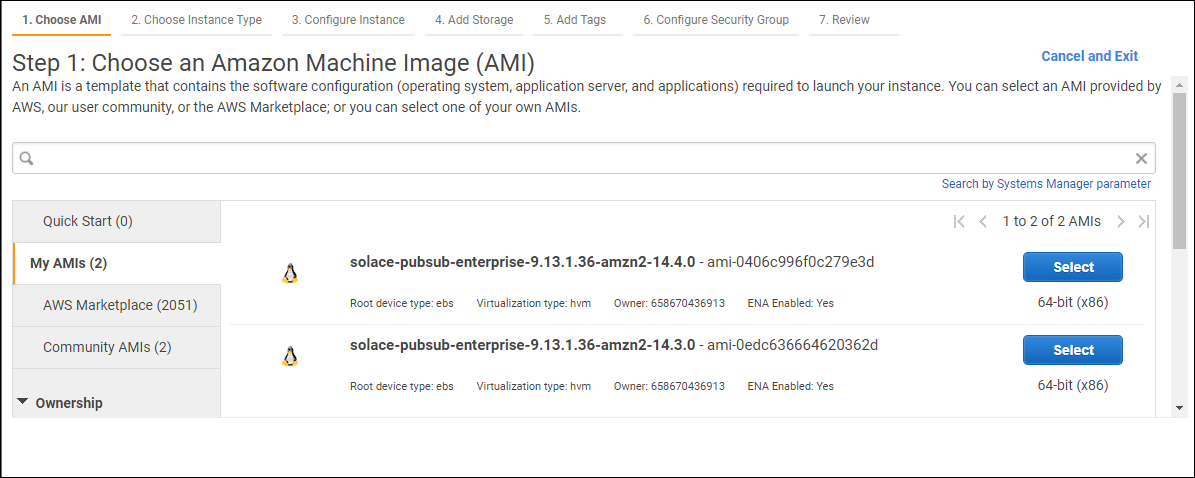 1. Choose AMI 2. Choose Instance Type 3. Configure Instance 4. Add Storage 5. Add Tags 6. Configure Security Group 7. Review
Step 1: Choose an Amazon Machine Image (AMI)
Cancel and Exit
An AMI is a template that contains the software configuration (operating system, application server, and applications) required to launch your instance. You can select an AMI provided by
AWS, our user community, or the AWS Marketplace; or you can select one of your own AMIs.
Search by Systems Manager parameter
Quick Start (0)
1 to 2 of 2 AMIs
My AMIs (2)
solace-pubsub-enterprise-9.13.1.36-amzn2-14.4.0 - ami-0406c996f0c279e3d
Select
AWS Marketplace (2051)
Root device type: ebs Virtualization type: hvm Owner: 658670436913 ENA Enabled: Yes
64-bit (x86)
Community AMIs (2)
solace-pubsub-enterprise-9.13.1.36-amzn2-14.3.0 - ami-0edc636664620362d
Select
Root device type: ebs Virtualization type: hvm Owner: 658670436913 ENA Enabled: Yes
64-bit (x86)
Ownership